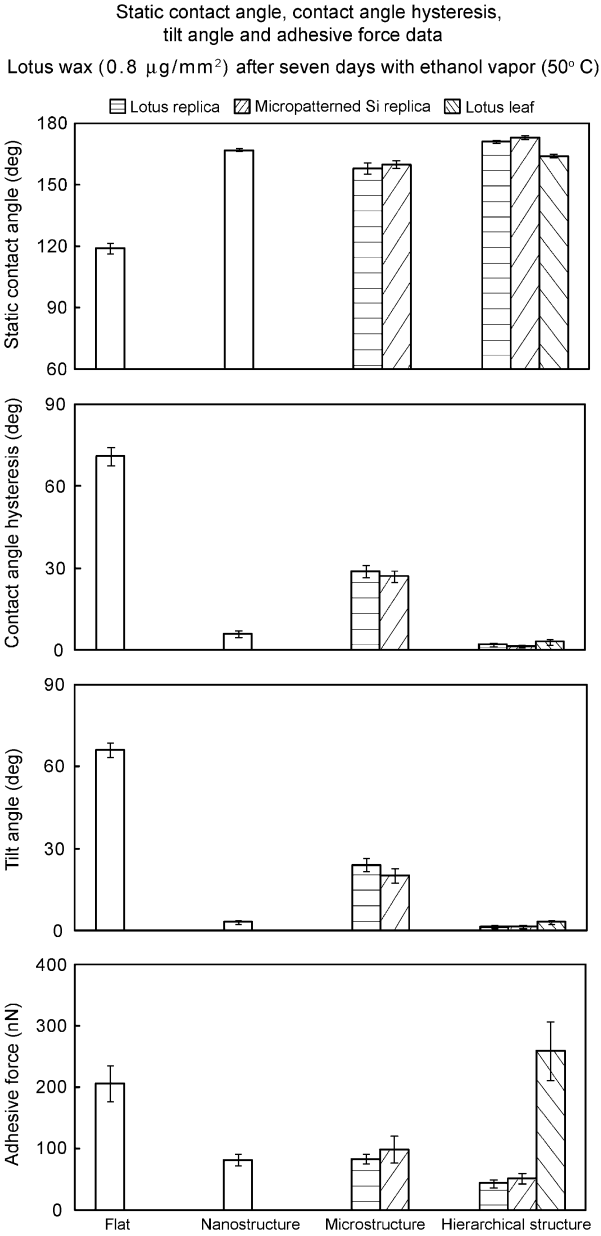 Static contact angle, contact angle hysteresis,
tilt angle and adhesive force data
Lotus wax (0.8 μg/mm²) after seven days with ethanol vapor (50° C)
Lotus replica Micropatterned Si replica Lotus leaf
Static contact angle (deg)
180
150
120
90
60
Contact angle hysteresis (deg)
90
60
30
0
Tilt angle (deg)
90
60
30
0
Adhesive force (nN)
400
300
200
100
0
Flat Nanostructure Microstructure Hierarchical structure